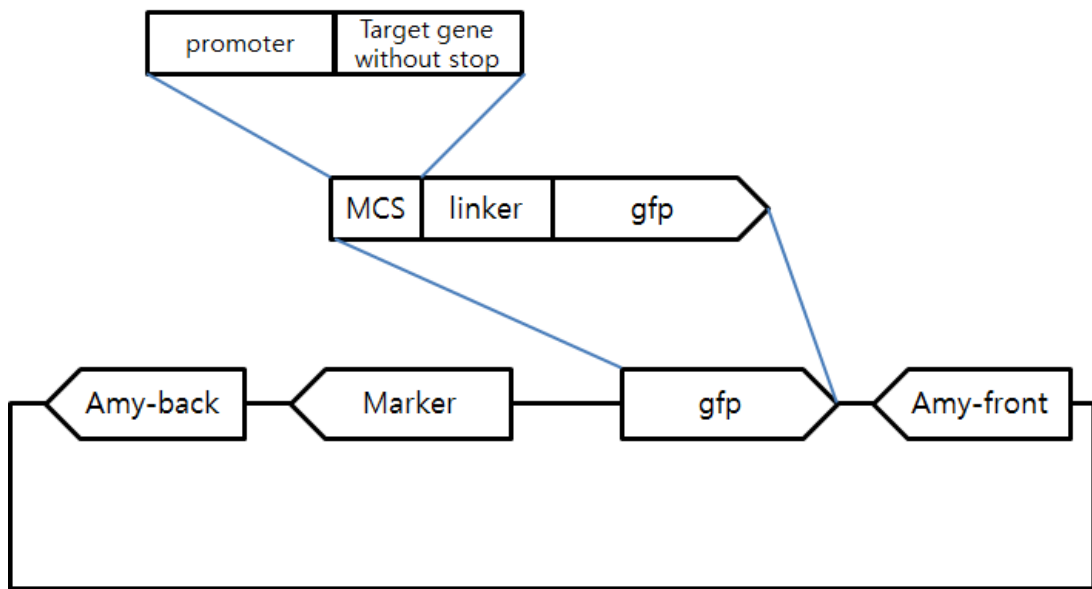 promoter
Target gene
without stop
MCS
linker
gfp
Amy-back
Marker
gfp
Amy-front